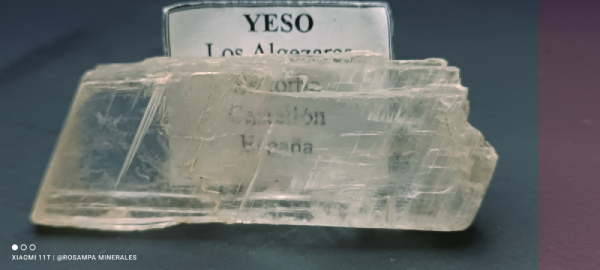 YESO
Los Algezares
Castellón
España
XIAOMI 11T | @ROSAMPA MINERALES